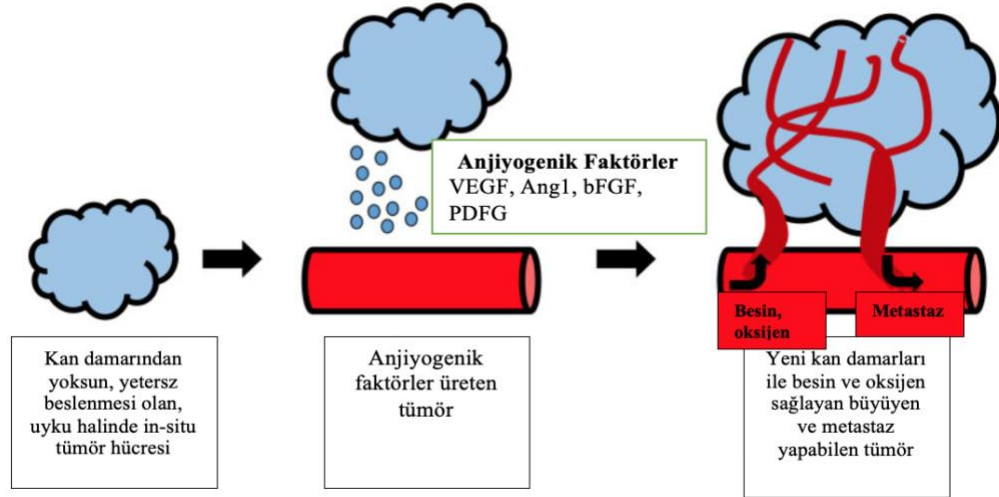 Anjiyogenik Faktörler
VEGF, Ang1, bFGF,
PDFG
Besin,
oksijen
Metastaz
Kan damarından
yoksun, yetersz
beslenmesi olan,
uyku halinde in-situ
tümör hücresi
Anjiyogenik
faktörler üreten
tümör
Yeni kan damarları
ile besin ve oksijen
sağlayan büyüyen
ve metastaz
yapabilen tümör